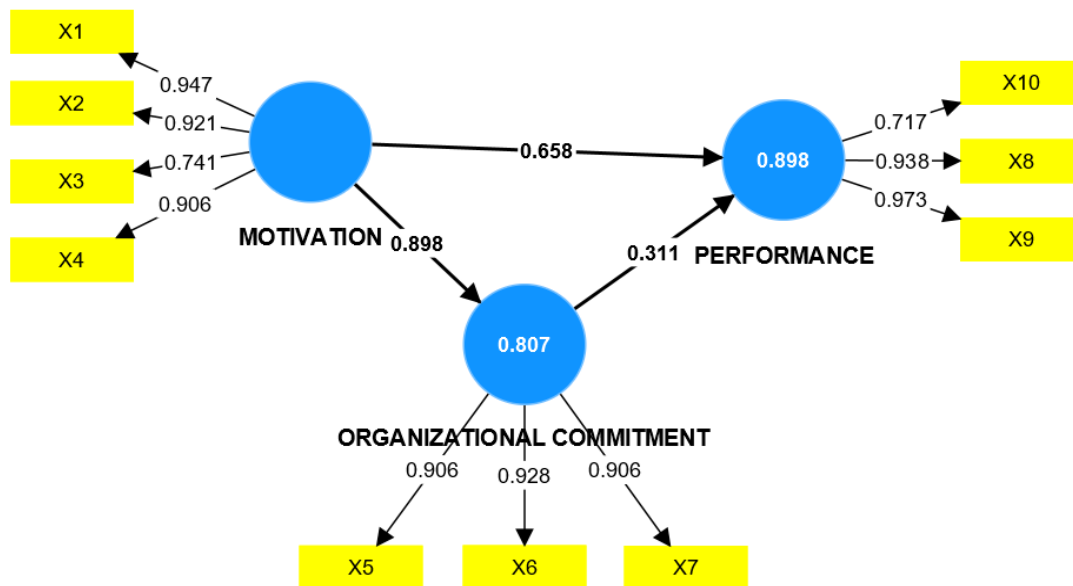 X1
X2
X3
X4
0.947
0.921
0.741
0.906
MOTIVATION
0.658
0.898
0.311
0.898
PERFORMANCE
0.717
0.938
0.973
X10
X8
X9
0.807
ORGANIZATIONAL COMMITMENT
0.906
0.928
0.906
X5
X6
X7